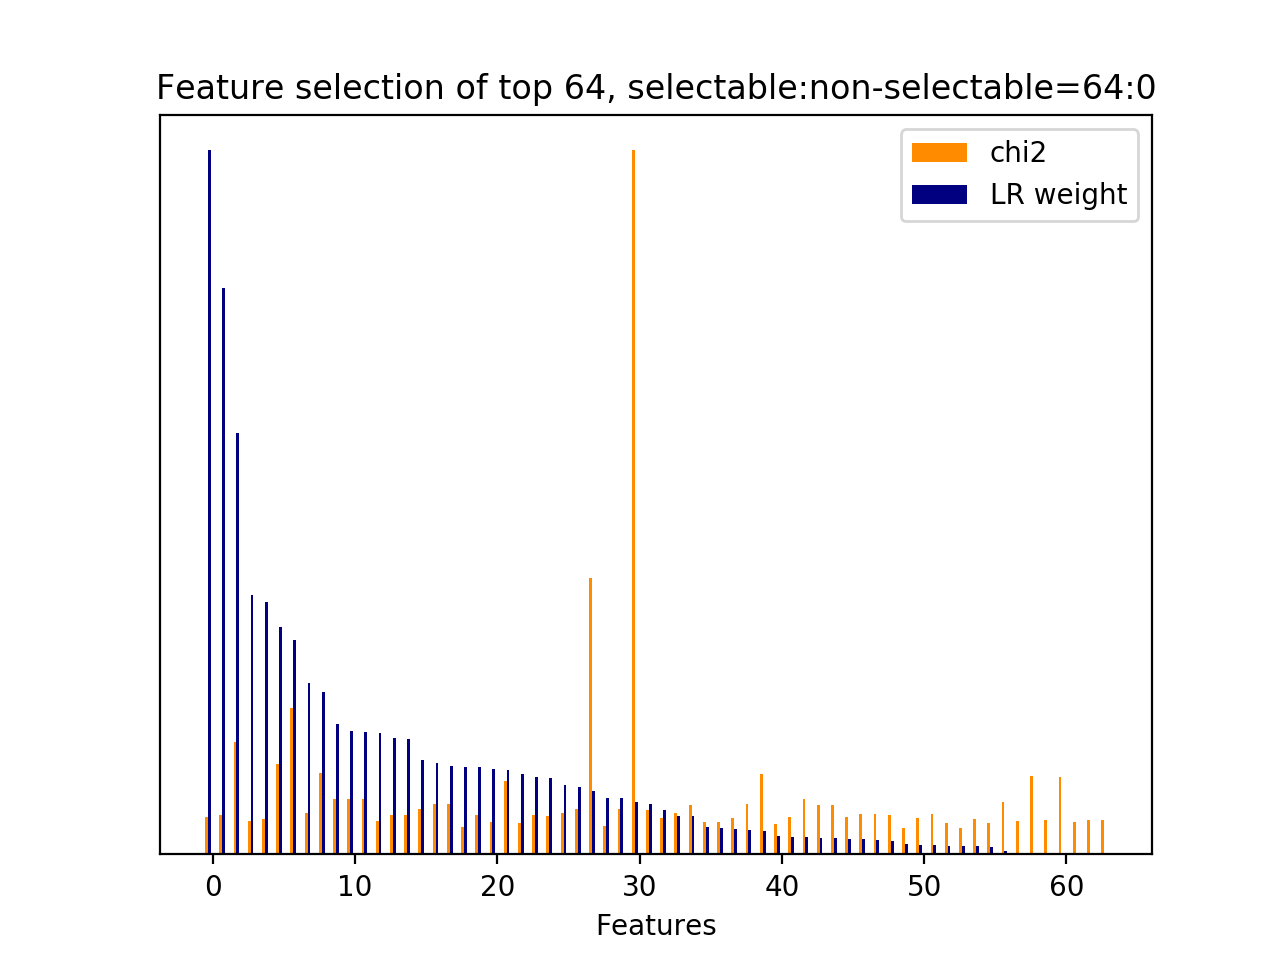 Feature selection of top 64, selectable:non-selectable=64:0
chi2
LR weight
0 10 20 30 40 50 60
Features